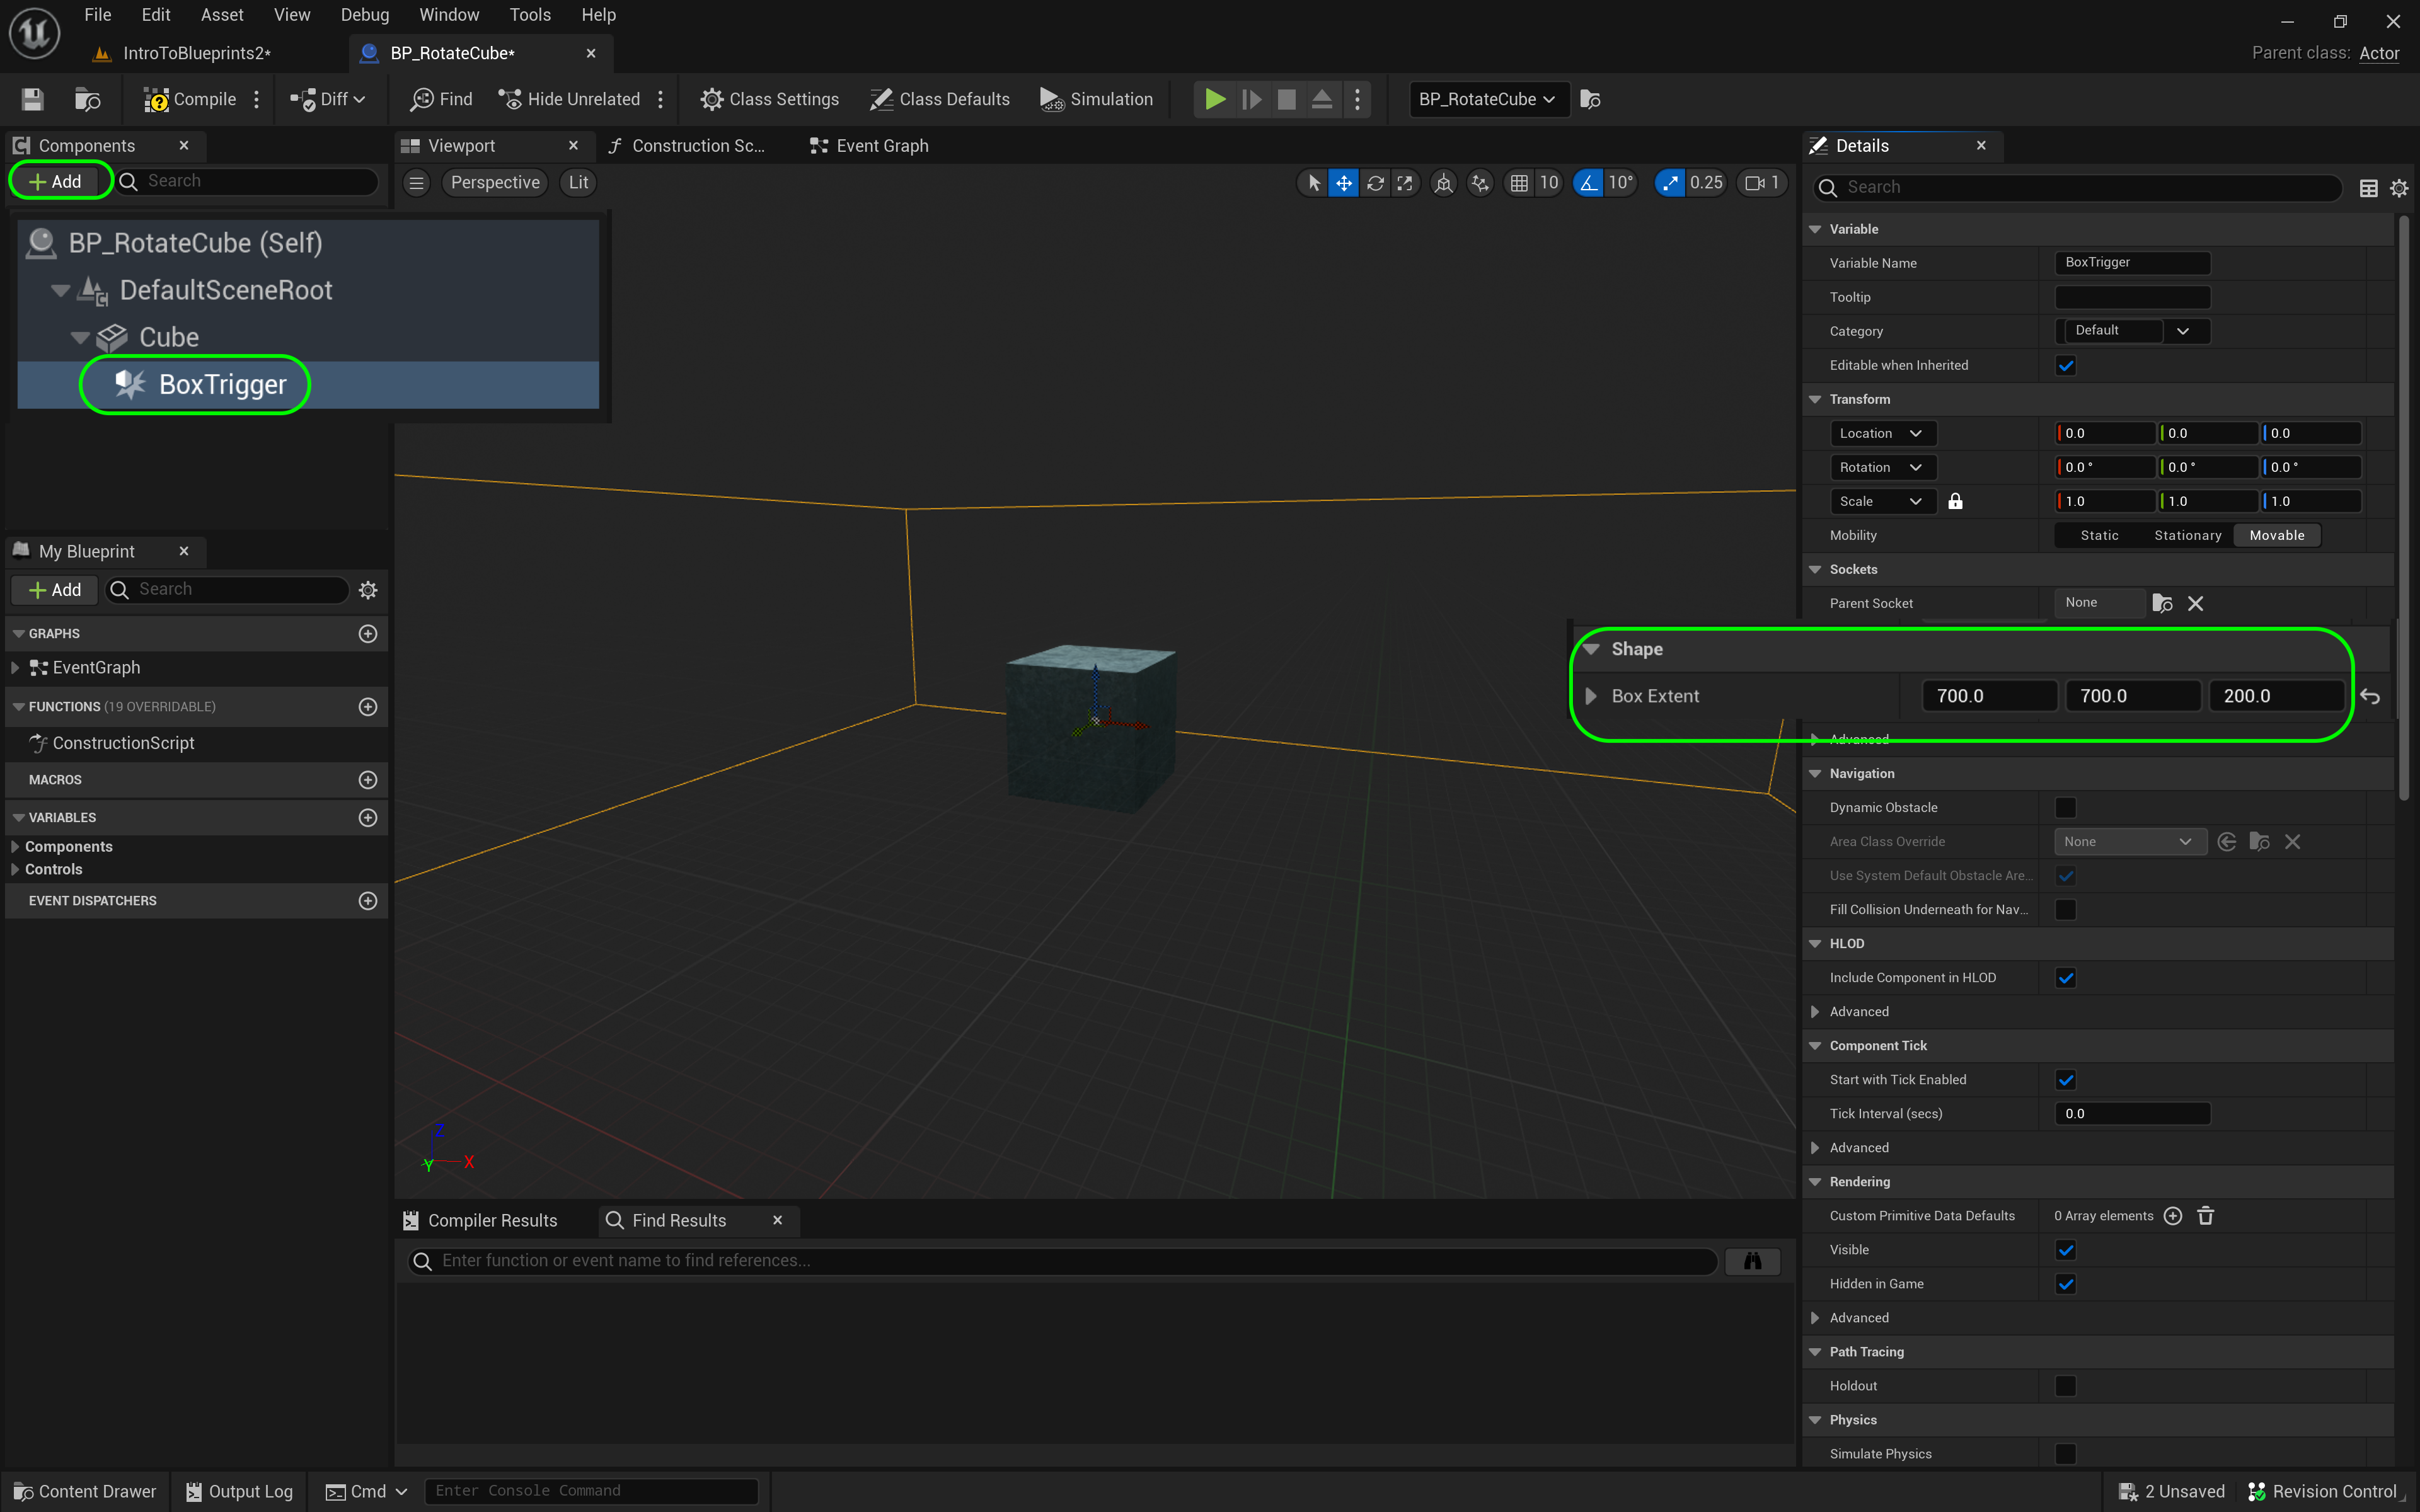 File Edit Asset View Debug Window Tools Help
IntroToBlueprints2*
BP_RotateCube*
Parent class: Actor
Compile
Diff
Find
Hide Unrelated
Class Settings
Class Defaults
Simulation
BP_RotateCube
Components
Add
Search
BP_RotateCube (Self)
DefaultSceneRoot
Cube
BoxTrigger
My Blueprint
Add
Search
GRAPHS
EventGraph
FUNCTIONS (19 OVERRIDABLE)
ConstructionScript
MACROS
VARIABLES
Components
Controls
EVENT DISPATCHERS
Viewport
Construction Sc...
Event Graph
Perspective
Lit
10
10°
0.25
1
Z
Y
X
Compiler Results
Find Results
Enter function or event name to find references...
Details
Search
Variable
Variable Name BoxTrigger
Tooltip
Category Default
Editable when Inherited
Transform
Location 0.0 0.0 0.0
Rotation 0.0° 0.0° 0.0°
Scale 1.0 1.0 1.0
Mobility Static Stationary Movable
Sockets
Parent Socket None
Shape
Box Extent 700.0 700.0 200.0
Advanced
Navigation
Dynamic Obstacle
Area Class Override None
Use System Default Obstacle Are...
Fill Collision Underneath for Nav...
HLOD
Include Component in HLOD
Advanced
Component Tick
Start with Tick Enabled
Tick Interval (secs) 0.0
Advanced
Rendering
Custom Primitive Data Defaults 0 Array elements
Visible
Hidden in Game
Advanced
Path Tracing
Holdout
Physics
Simulate Physics
Content Drawer
Output Log
Cmd
Enter Console Command
2 Unsaved
Revision Control